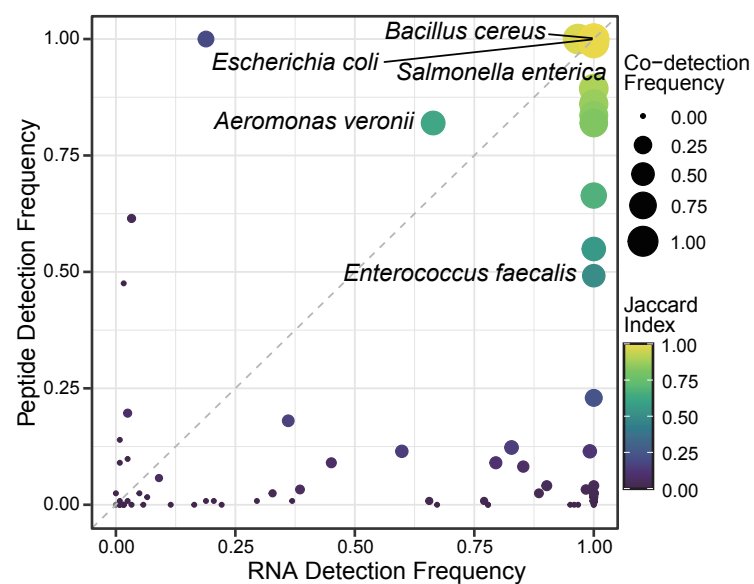 Peptide Detection Frequency
1.00
0.75
0.50
0.25
0.00
Bacillus cereus
Escherichia coli
Salmonella enterica
Aeromonas veronii
Enterococcus faecalis
0.00
0.25
0.50
0.75
1.00
RNA Detection Frequency
Co−detection
Frequency
0.00
0.25
0.50
0.75
1.00
Jaccard
Index
1.00
0.75
0.50
0.25
0.00